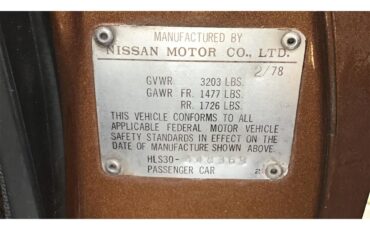 MANUFACTURED BY
NISSAN MOTOR CO., LTD.
2/78
GVWR. 3203 LBS.
GAWR FR. 1477 LBS.
RR. 1726 LBS.
THIS VEHICLE CONFORMS TO ALL
APPLICABLE FEDERAL MOTOR VEHICLE
SAFETY STANDARDS IN EFFECT ON THE
DATE OF MANUFACTURE SHOWN ABOVE.
HLS30-
PASSENGER CAR